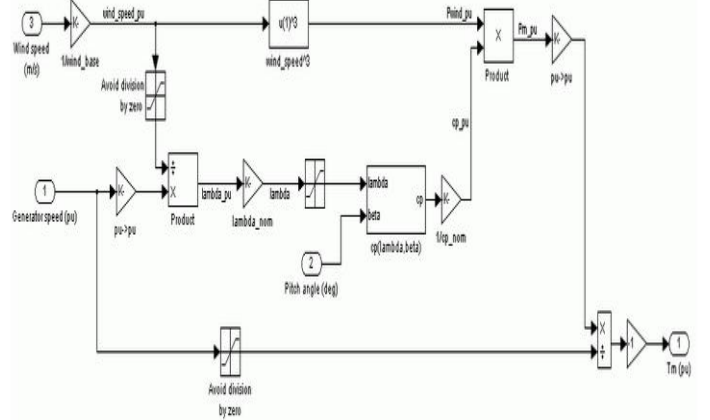 3
K-
wind_speed_pu
u(1)^3
Pwind_pu
X
Pm_pu
K-
Wind speed
(m/s)
1/wind_base
wind_speed^3
Product
pu->pu
Avoid division
by zero
cp_pu
1
K-
÷
X
lambda_pu
K-
lambda
lambda
beta
cp
K-
Generator speed (pu)
pu->pu
Product
lambda_nom
cp(lambda,beta)
1/cp_nom
2
Pitch angle (deg)
X
÷
-1
1
Tm (pu)
Avoid division
by zero